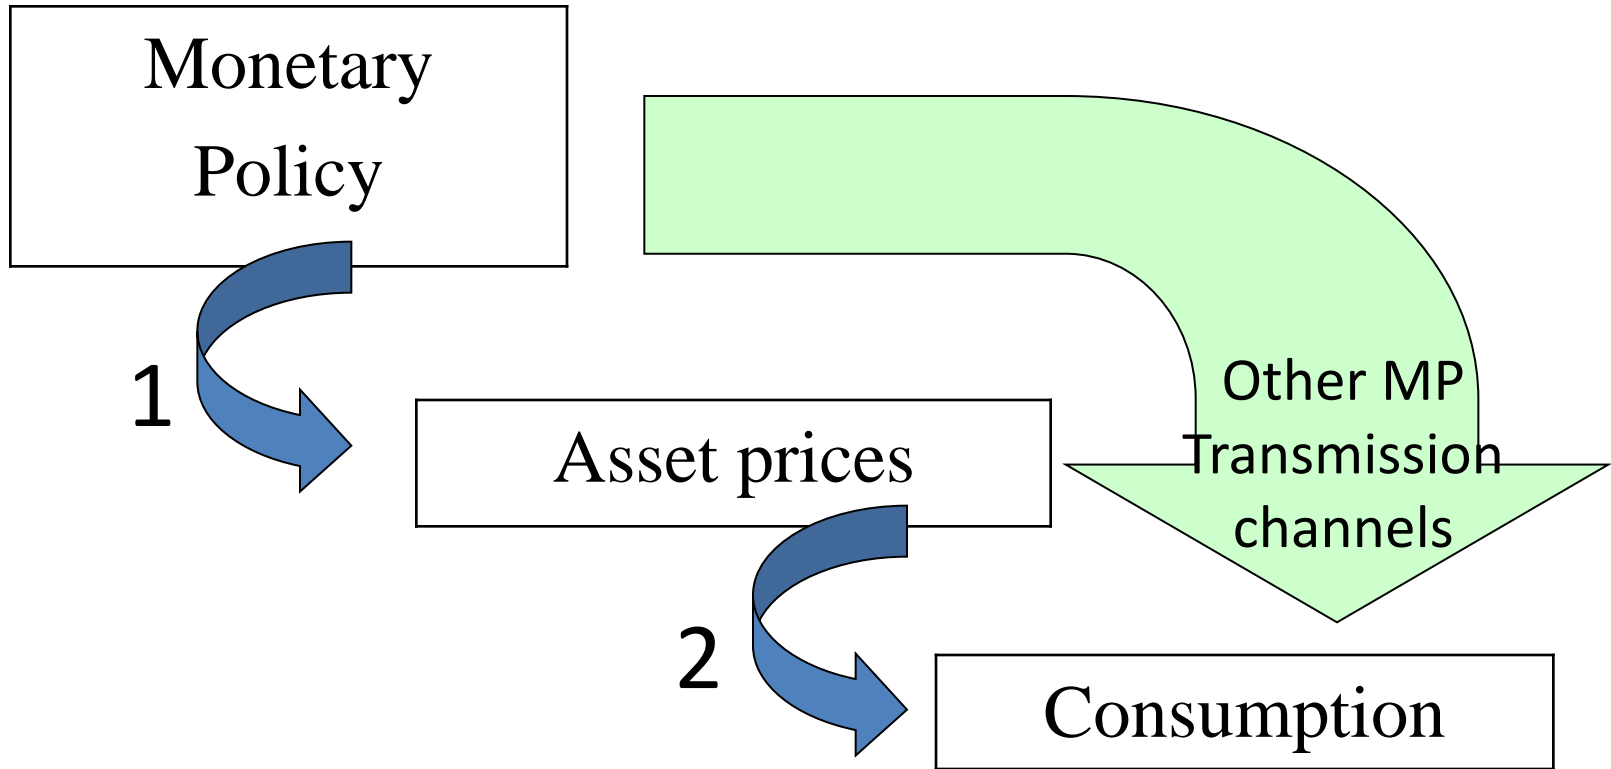 Monetary
Policy
1
Asset prices
Other MP
Transmission
channels
2
Consumption